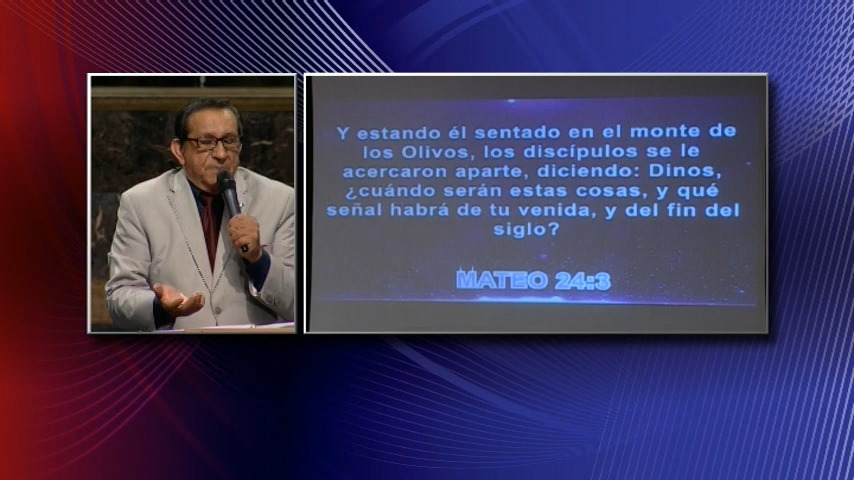 Y estando él sentado en el monte de
los Olivos, los discípulos se le
acercaron aparte, diciendo: Dinos,
¿cuándo serán estas cosas, y qué
señal habrá de tu venida, y del fin del
siglo?
MATEO 24:3